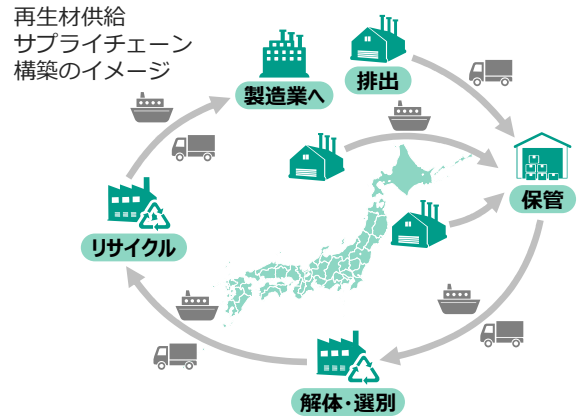 再生材供給
サプライチェーン
構築のイメージ
製造業へ
排出
保管
リサイクル
解体・選別